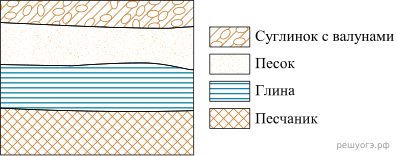 Суглинок с валунами
Песок
Глина
Песчаник
решуогэ.рф